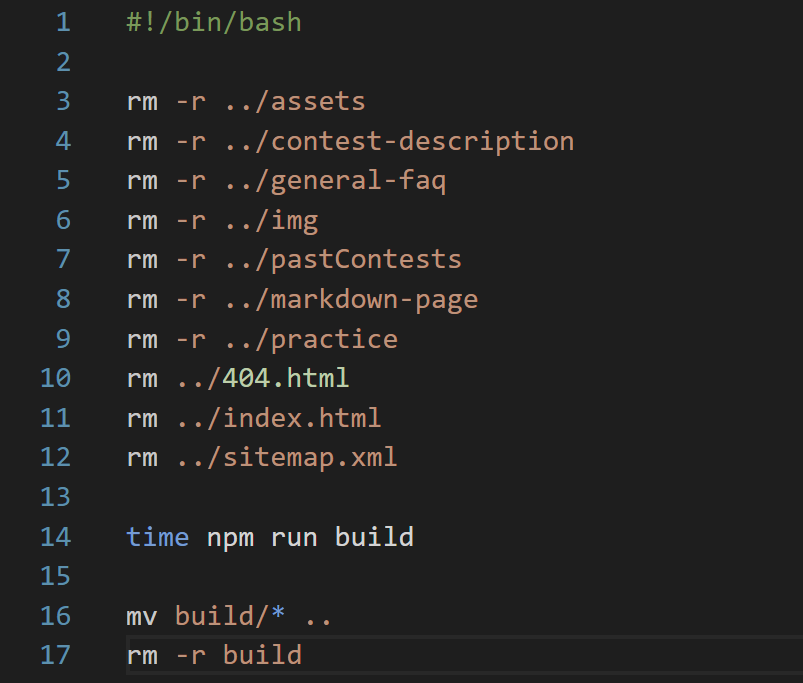 1 #!/bin/bash
2
3 rm -r ../assets
4 rm -r ../contest-description
5 rm -r ../general-faq
6 rm -r ../img
7 rm -r ../pastContests
8 rm -r ../markdown-page
9 rm -r ../practice
10 rm ../404.html
11 rm ../index.html
12 rm ../sitemap.xml
13
14 time npm run build
15
16 mv build/* ..
17 rm -r build